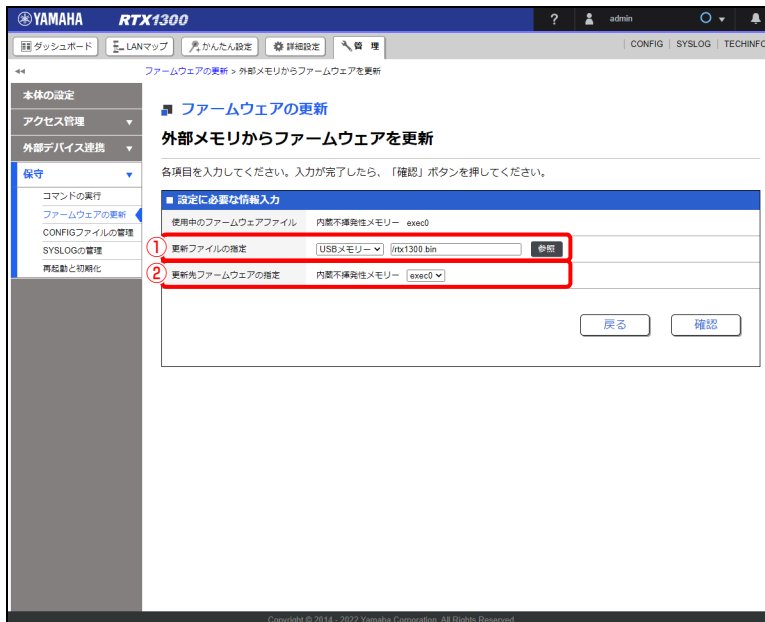 YAMAHA RTX1300 ? admin
ダッシュボード LANマップ かんたん設定 詳細設定 管 理 CONFIG SYSLOG TECHINFO
ファームウェアの更新 > 外部メモリからファームウェアを更新
本体の設定
アクセス管理
外部デバイス連携
保守
コマンドの実行
ファームウェアの更新
CONFIGファイルの管理
SYSLOGの管理
再起動と初期化
ファームウェアの更新
外部メモリからファームウェアを更新
各項目を入力してください。入力が完了したら、「確認」ボタンを押してください。
■ 設定に必要な情報入力
使用中のファームウェアファイル 内蔵不揮発性メモリー exec0
① 更新ファイルの指定 USBメモリー /rtx1300.bin 参照
② 更新先ファームウェアの指定 内蔵不揮発性メモリー exec0
戻る 確認
Copyright © 2014 - 2022 Yamaha Corporation. All Rights Reserved.